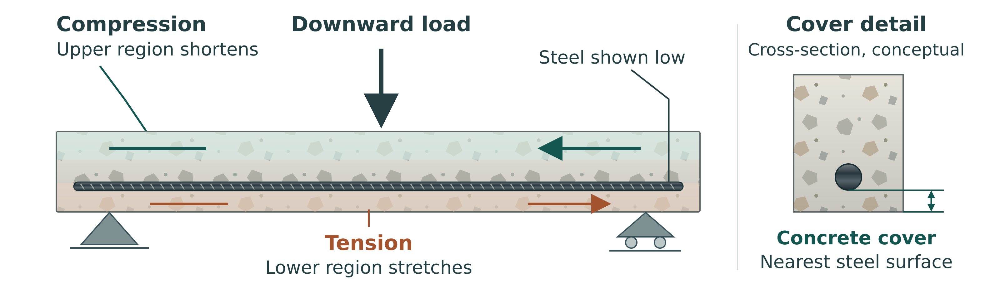 Compression
Upper region shortens
Downward load
Steel shown low
Tension
Lower region stretches
Cover detail
Cross-section, conceptual
Concrete cover
Nearest steel surface